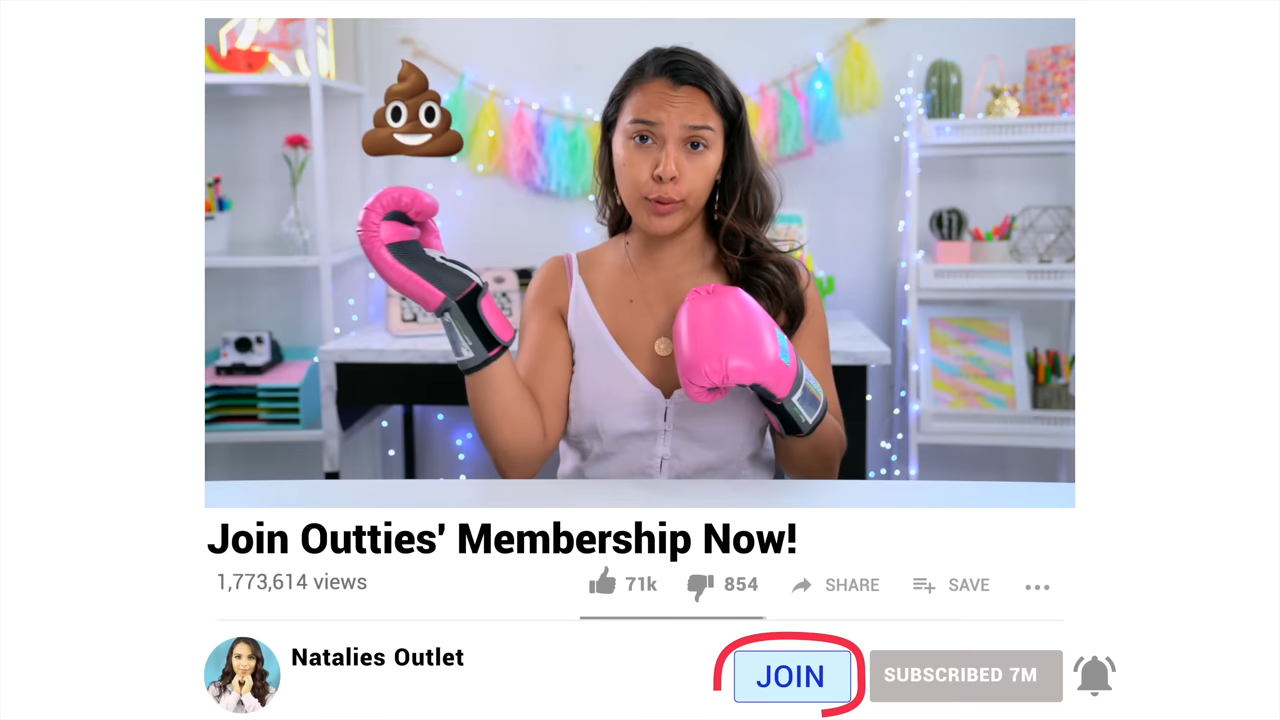 Join Outties' Membership Now!
1,773,614 views
71k
854
SHARE
SAVE
Natalies Outlet
JOIN
SUBSCRIBED 7M